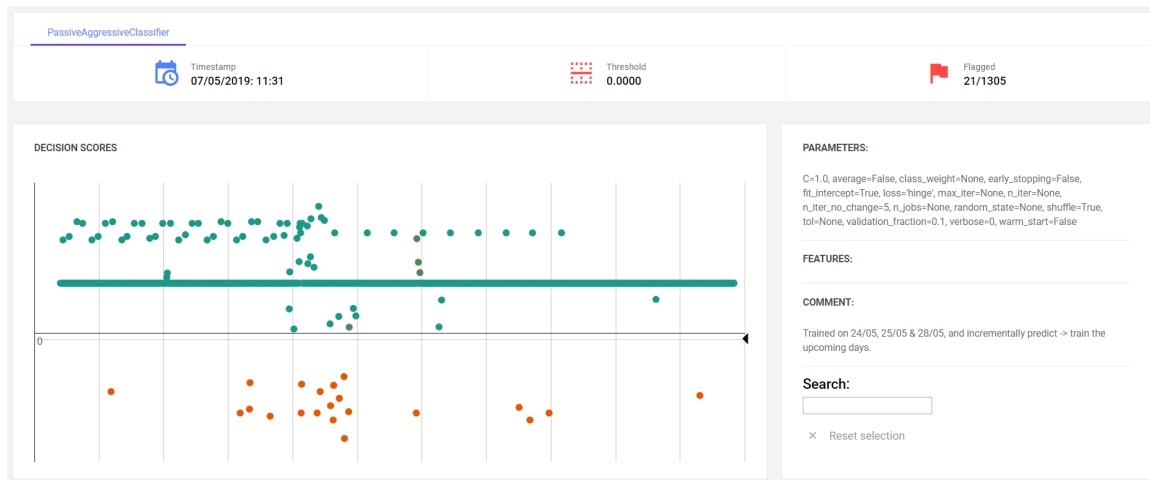 PassiveAggressiveClassifier
Timestamp
07/05/2019: 11:31
Threshold
0.0000
Flagged
21/1305
DECISION SCORES
0
PARAMETERS:
C=1.0, average=False, class_weight=None, early_stopping=False,
fit_intercept=True, loss='hinge', max_iter=None, n_iter=None,
n_iter_no_change=5, n_jobs=None, random_state=None, shuffle=True,
tol=None, validation_fraction=0.1, verbose=0, warm_start=False
FEATURES:
COMMENT:
Trained on 24/05, 25/05 & 28/05, and incrementally predict -> train the
upcoming days.
Search:
× Reset selection